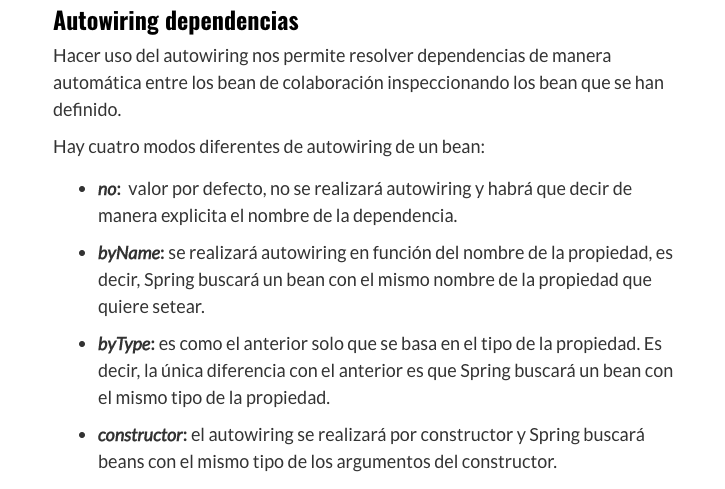 Autowiring dependencias
Hacer uso del autowiring nos permite resolver dependencias de manera
automática entre los bean de colaboración inspeccionando los bean que se han
definido.
Hay cuatro modos diferentes de autowiring de un bean:
• no: valor por defecto, no se realizará autowiring y habrá que decir de
manera explicita el nombre de la dependencia.
• byName: se realizará autowiring en función del nombre de la propiedad, es
decir, Spring buscará un bean con el mismo nombre de la propiedad que
quiere setear.
• byType: es como el anterior solo que se basa en el tipo de la propiedad. Es
decir, la única diferencia con el anterior es que Spring buscará un bean con
el mismo tipo de la propiedad.
• constructor: el autowiring se realizará por constructor y Spring buscará
beans con el mismo tipo de los argumentos del constructor.